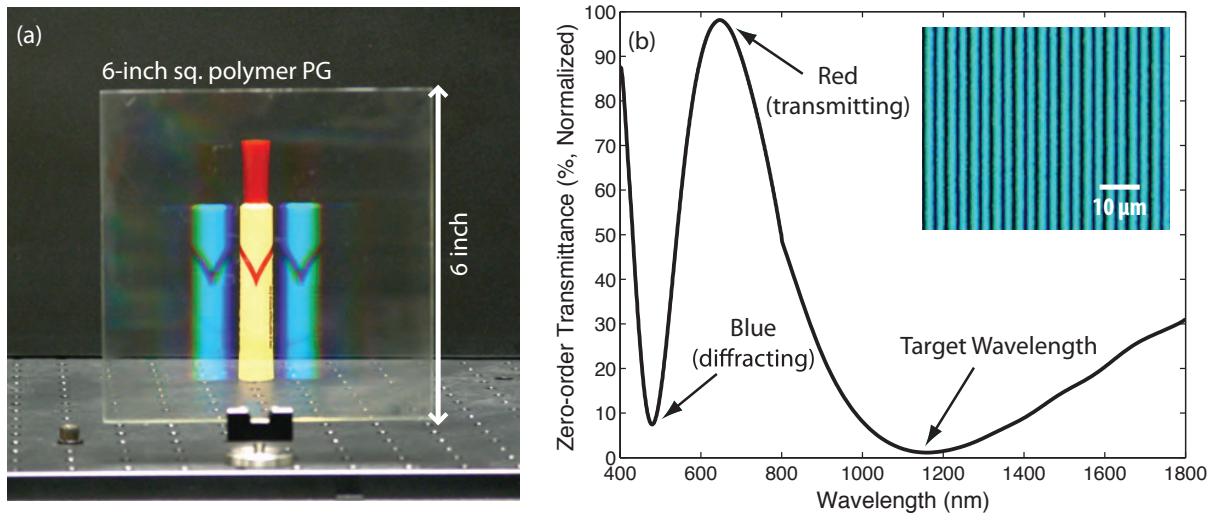 (a)
6-inch sq. polymer PG
6 inch
(b)
Zero-order Transmittance (%, Normalized)
100
90
80
70
60
50
40
30
20
10
0
Red
(transmitting)
Blue
(diffracting)
Target Wavelength
10 μm
400
600
800
1000
1200
1400
1600
1800
Wavelength (nm)